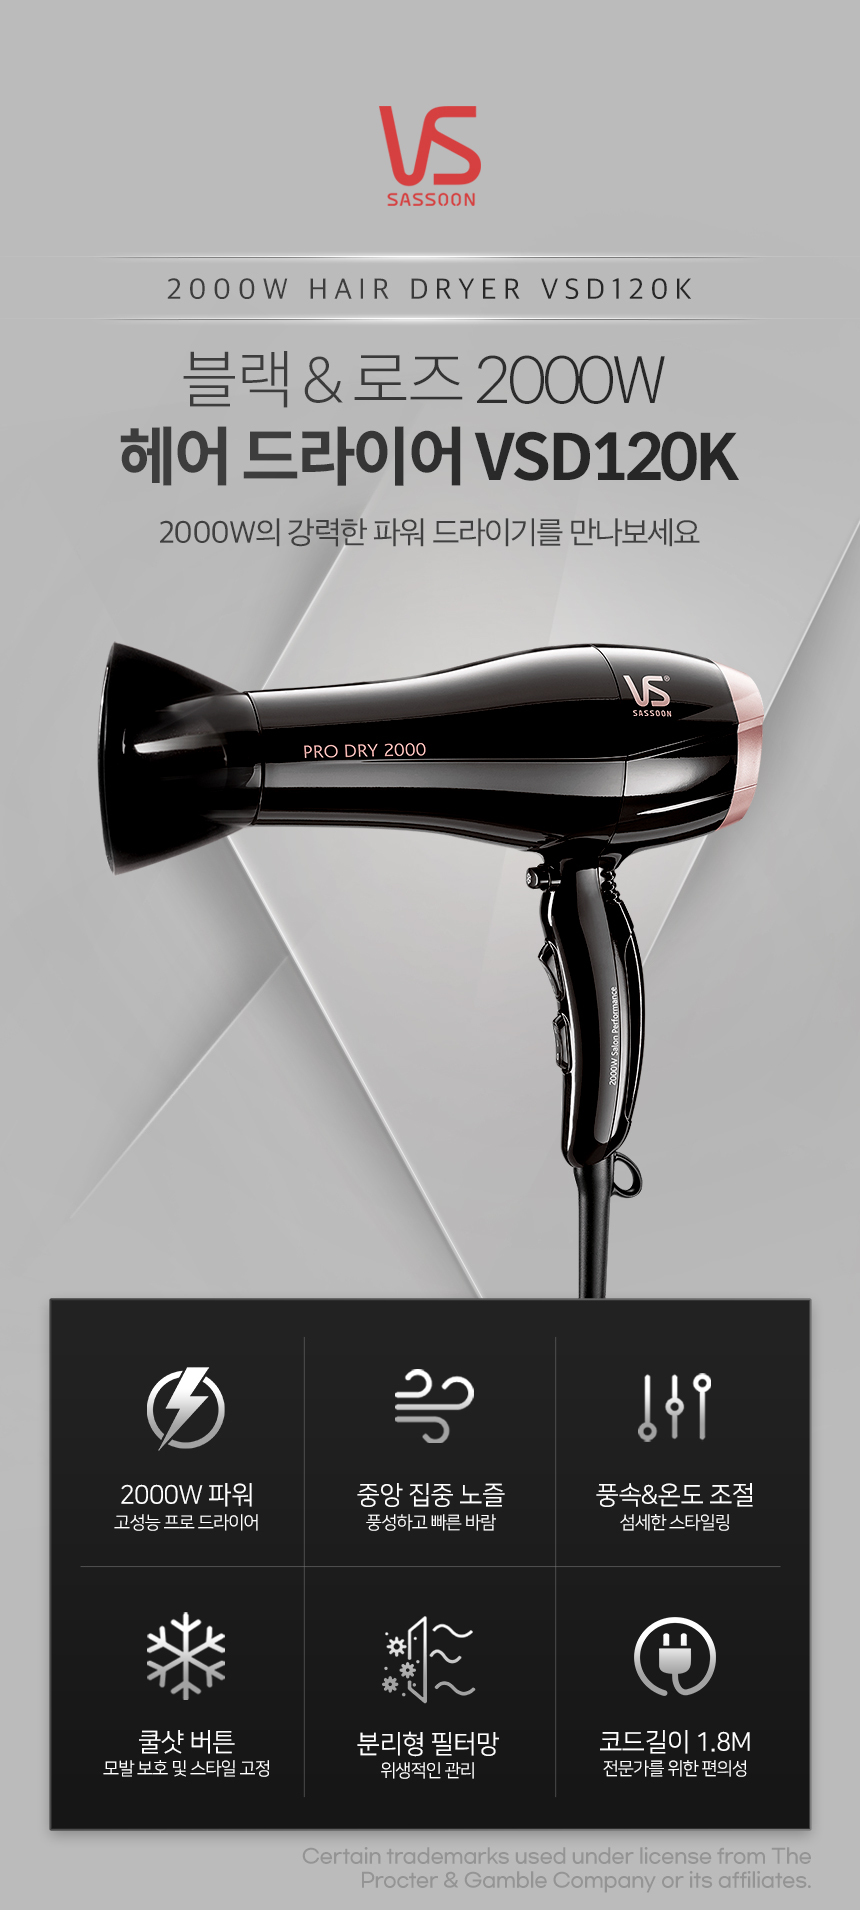 VS
SASSOON
2000W HAIR DRYER VSD120K
블랙 & 로즈 2000W
헤어 드라이어 VSD120K
2000W의 강력한 파워 드라이기를 만나보세요
VS®
SASSOON
PRO DRY 2000
2000W Salon Performance
2000W 파워
고성능 프로 드라이어
중앙 집중 노즐
풍성하고 빠른 바람
풍속&온도 조절
섬세한 스타일링
쿨샷 버튼
모발 보호 및 스타일 고정
분리형 필터망
위생적인 관리
코드길이 1.8M
전문가를 위한 편의성
Certain trademarks used under license from The
Procter & Gamble Company or its affiliates.